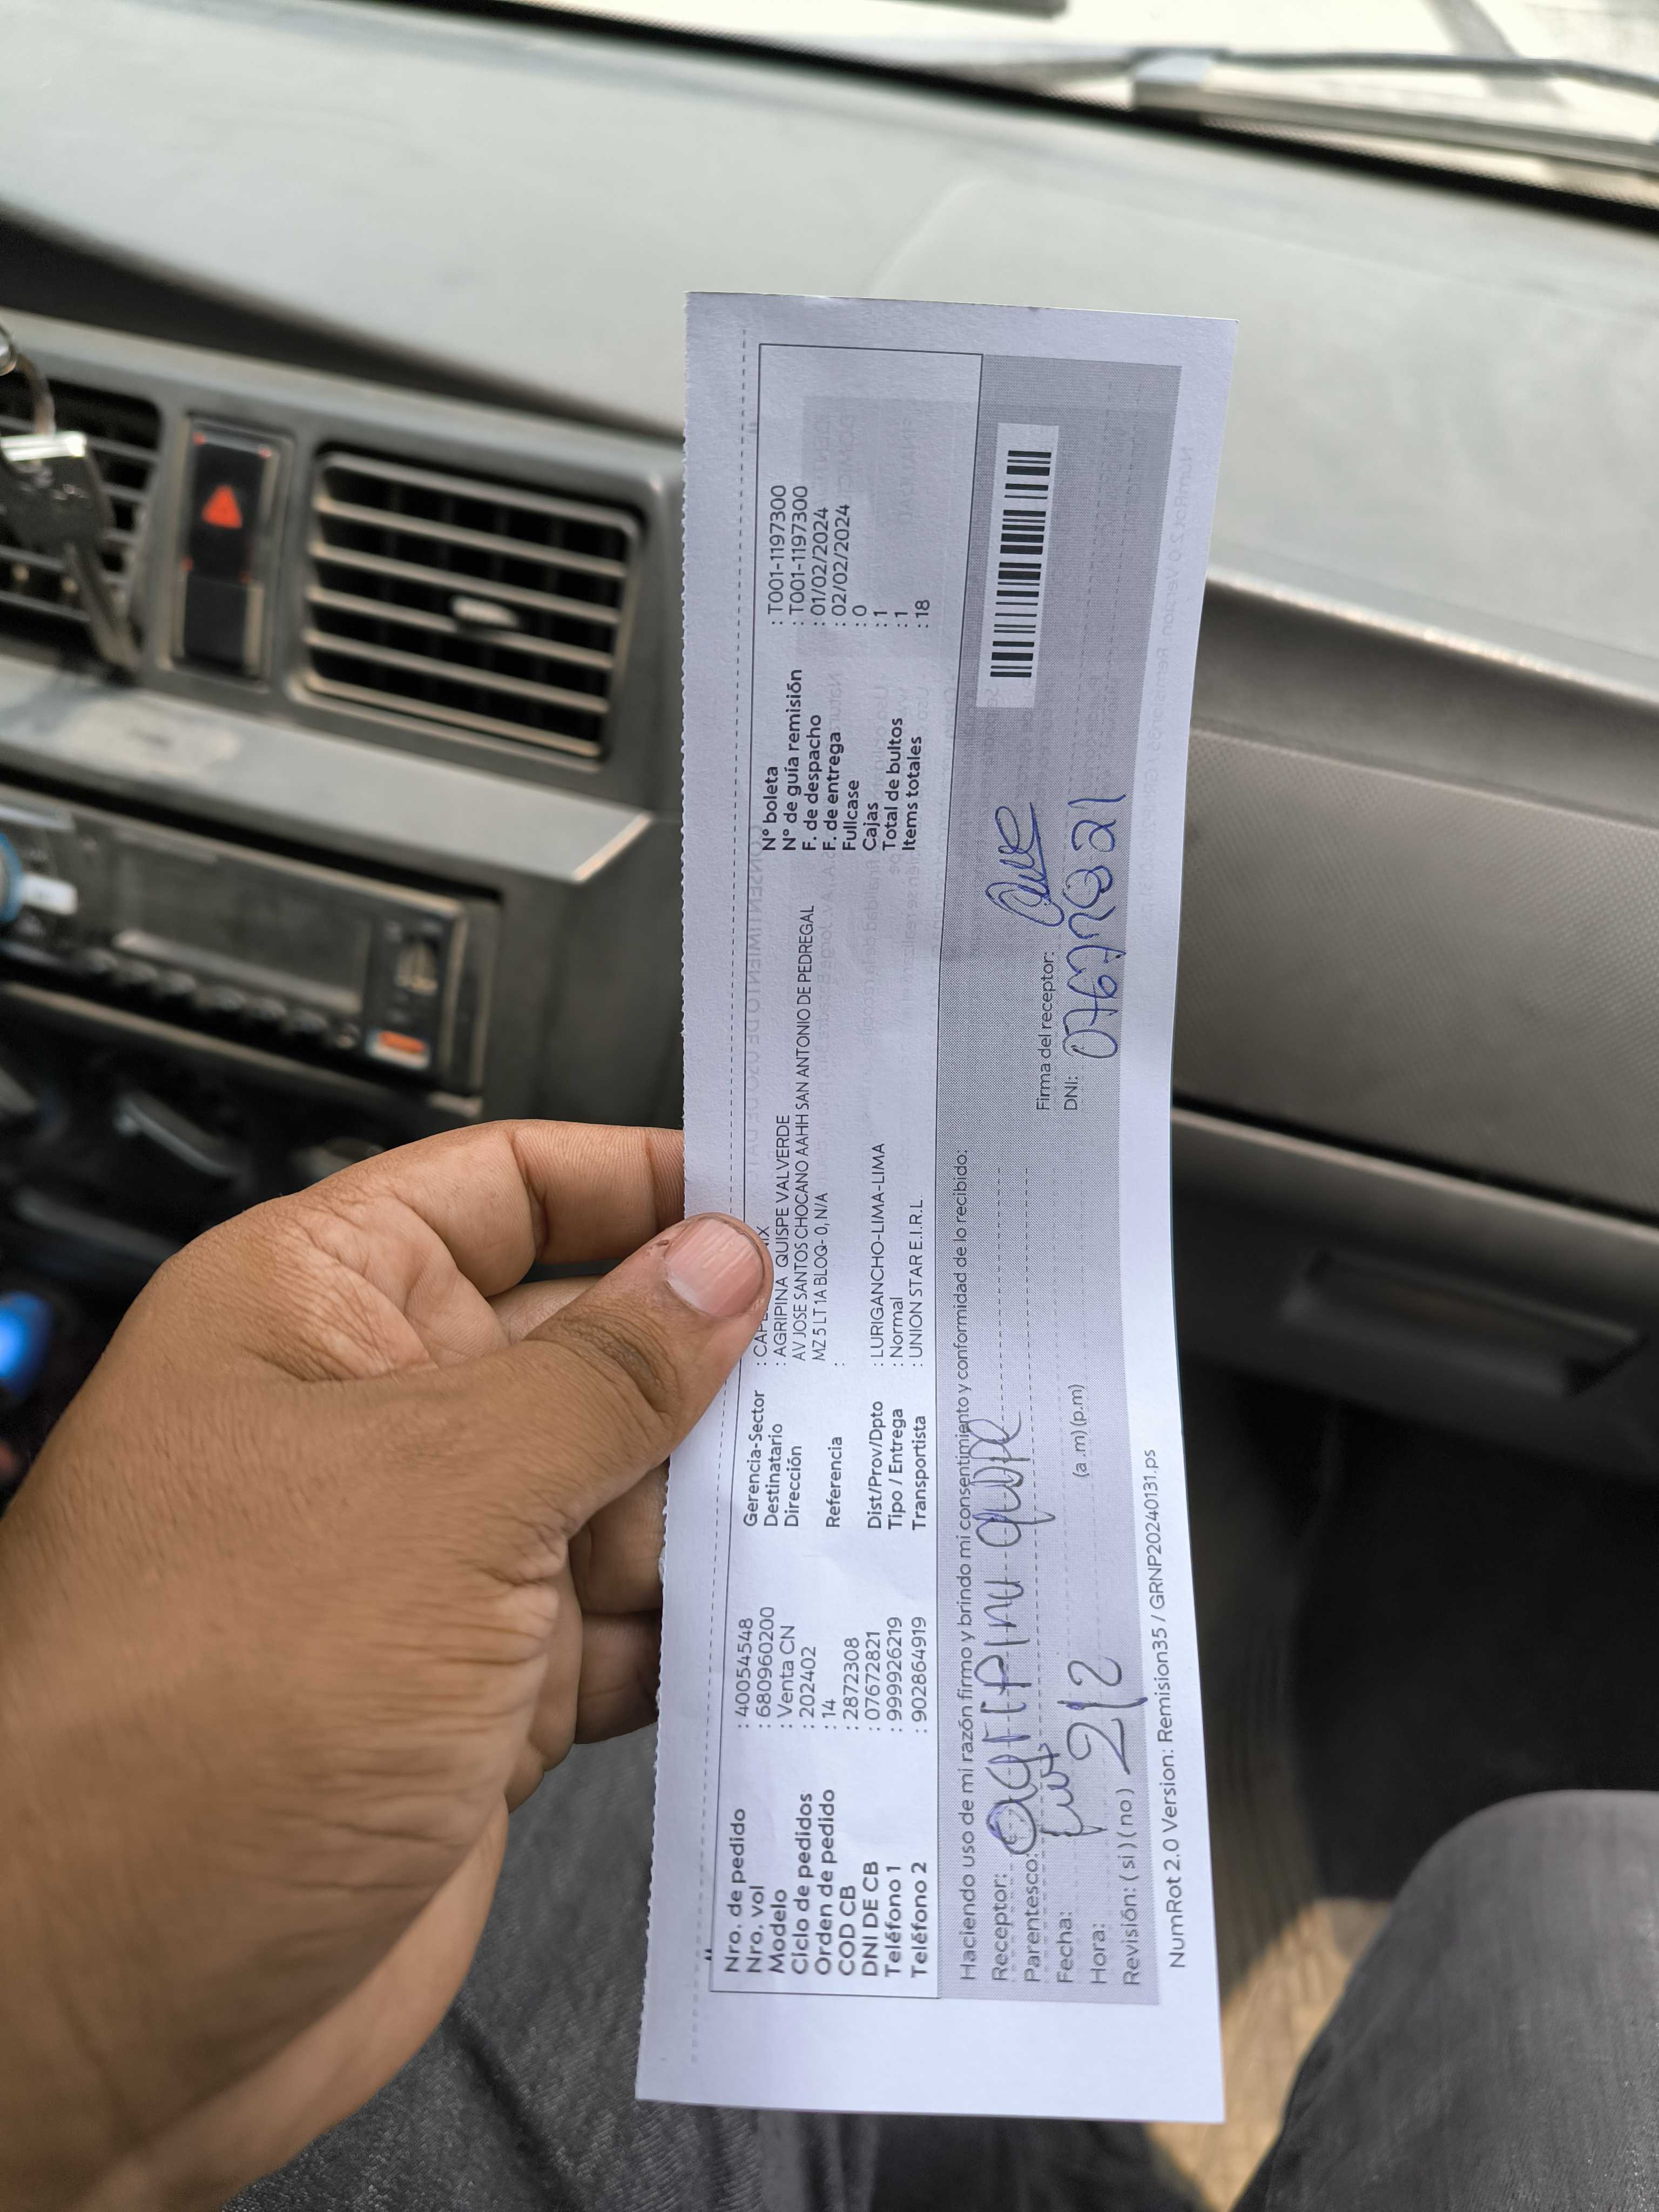 Nro. de pedido : 40054548
Nro. vol : 680960200
Modelo : Venta CN
Ciclo de pedidos : 202402
Orden de pedido : 14
COD CB : 2872308
DNI DE CB : 07672821
Teléfono 1 : 999926219
Teléfono 2 : 902864919
Gerencia-Sector :
Destinatario : AGRIPINA QUISPE VALVERDE
Dirección AV JOSE SANTOS CHOCANO AAHH SAN ANTONIO DE PEDREGAL
MZ 5 LT 1A BLOQ- 0, N/A
Referencia :
Dist/Prov/Dpto : LURIGANCHO-LIMA-LIMA
Tipo / Entrega : Normal
Transportista : UNION STAR E.I.R.L.
N° boleta : T001-1197300
N° de guía remisión : T001-1197300
F. de despacho : 01/02/2024
F. de entrega : 02/02/2024
Fullcase : 0
Cajas : 1
Total de bultos : 1
Items totales : 18
Haciendo uso de mi razón firmo y brindo mi consentimiento y conformidad de lo recibido:
Receptor:
Parentesco:
Fecha: 2/2
Hora: (a .m) (p.m)
Revisión: ( si ) ( no )
Firma del receptor:
DNI: 07672821
NumRot 2.0 Version: Remision35 / GRNP20240131.ps